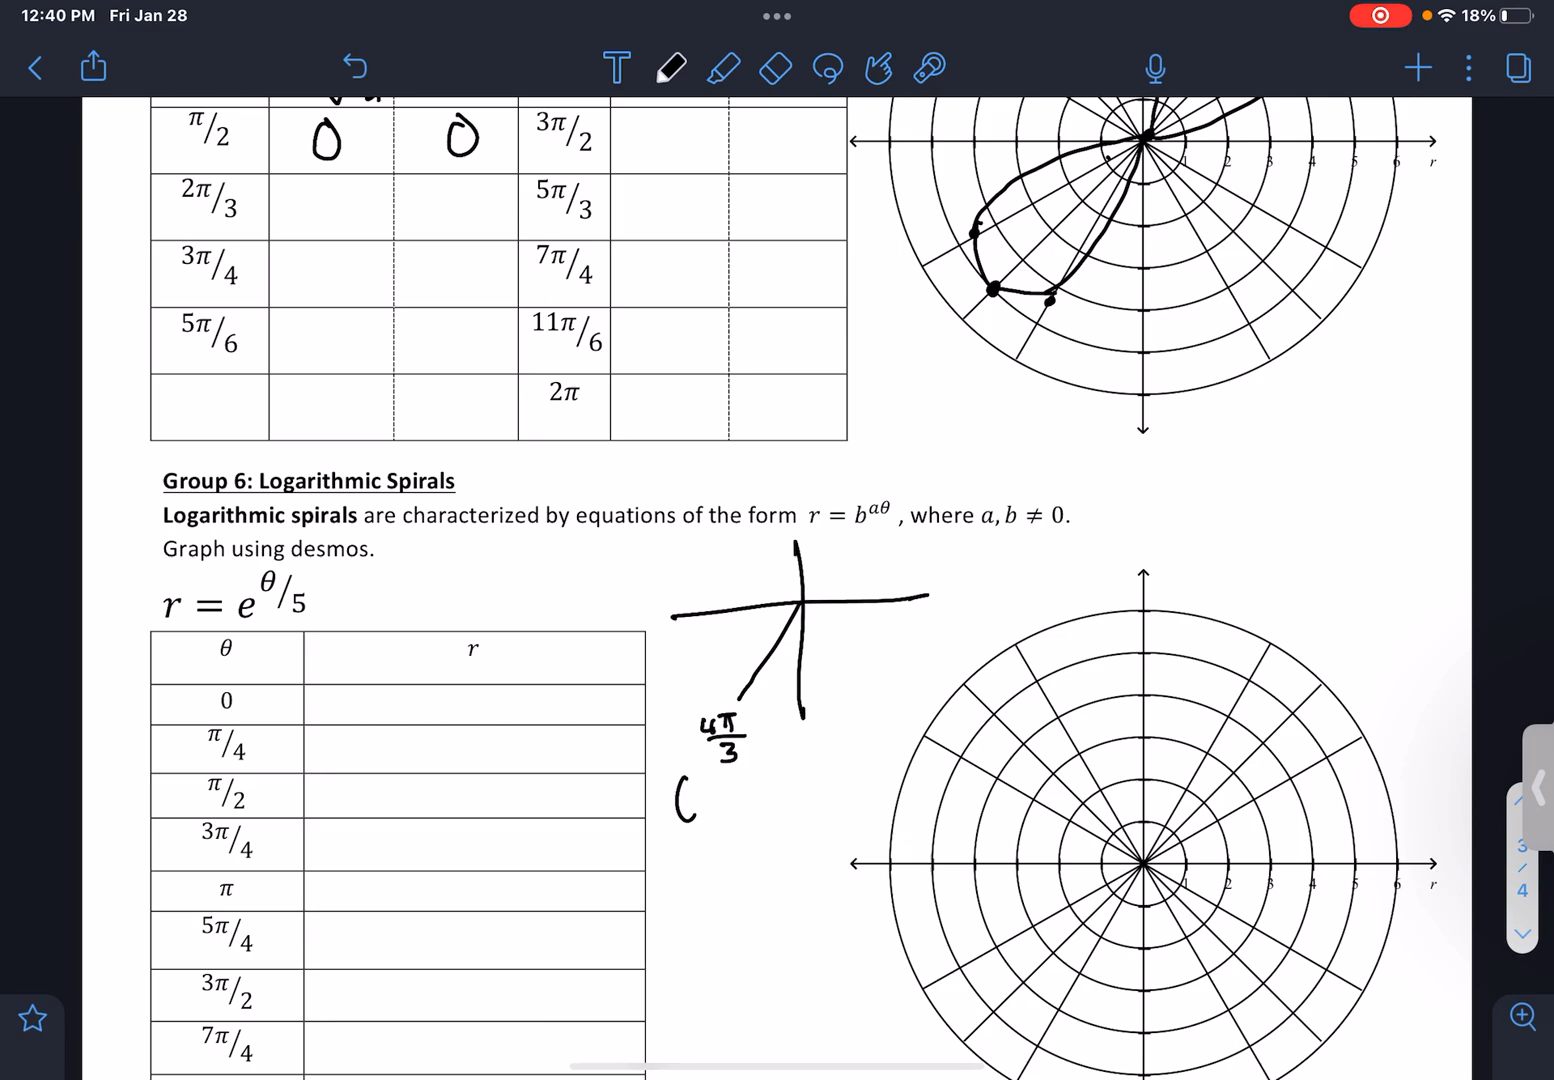 12:40 PM Fri Jan 28
18%
π/2 0 0 3π/2
2π/3 5π/3
3π/4 7π/4
5π/6 11π/6
2π
1 2 3 4 5 6 r
Group 6: Logarithmic Spirals
Logarithmic spirals are characterized by equations of the form r = b^{aθ} , where a, b ≠ 0.
Graph using desmos.
r = e^{θ/5}
θ r
0
π/4
π/2
3π/4
π
5π/4
3π/2
7π/4
4π/3
(
1 2 3 4 5 6 r
3
/
4